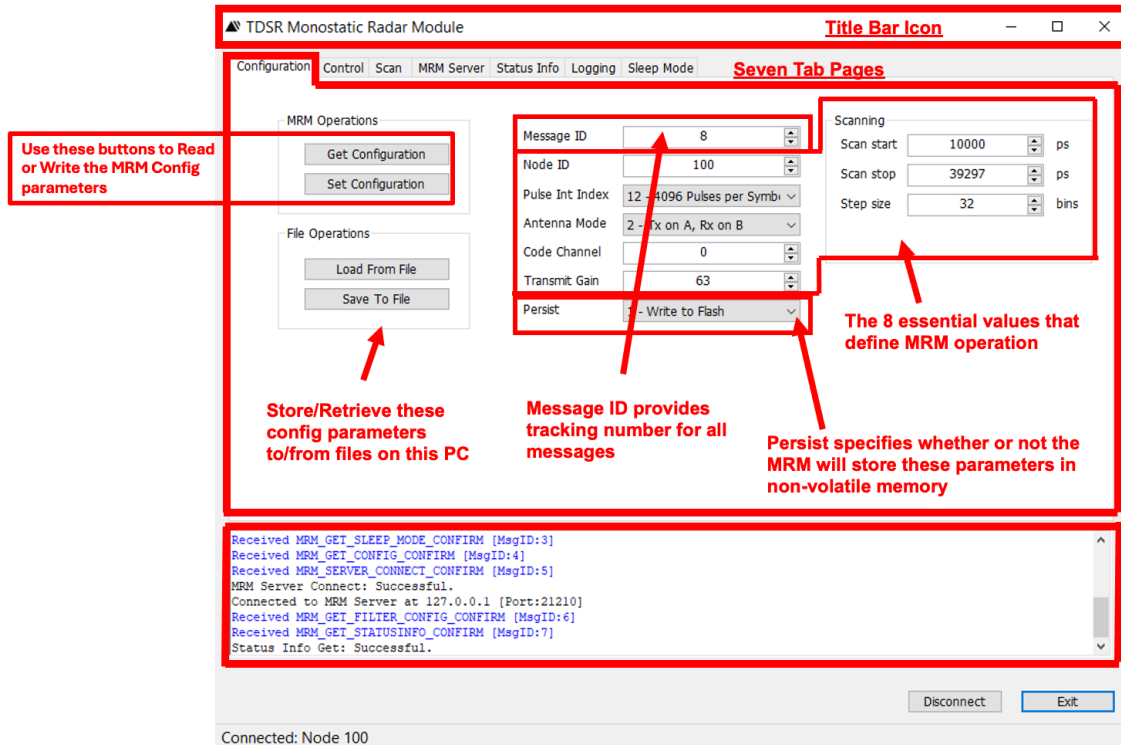 TDSR Monostatic Radar Module
Title Bar Icon
Configuration Control Scan MRM Server Status Info Logging Sleep Mode
Seven Tab Pages
Use these buttons to Read
or Write the MRM Config
parameters
MRM Operations
Get Configuration
Set Configuration
File Operations
Load From File
Save To File
Message ID 8
Node ID 100
Pulse Int Index 12 - 4096 Pulses per Symb
Antenna Mode 2 - Tx on A, Rx on B
Code Channel 0
Transmit Gain 63
Persist 1 - Write to Flash
Scanning
Scan start 10000 ps
Scan stop 39297 ps
Step size 32 bins
The 8 essential values that
define MRM operation
Store/Retrieve these
config parameters
to/from files on this PC
Message ID provides
tracking number for all
messages
Persist specifies whether or not the
MRM will store these parameters in
non-volatile memory
Received MRM_GET_SLEEP_MODE_CONFIRM [MsgID:3]
Received MRM_GET_CONFIG_CONFIRM [MsgID:4]
Received MRM_SERVER_CONNECT_CONFIRM [MsgID:5]
MRM Server Connect: Successful.
Connected to MRM Server at 127.0.0.1 [Port:21210]
Received MRM_GET_FILTER_CONFIG_CONFIRM [MsgID:6]
Received MRM_GET_STATUSINFO_CONFIRM [MsgID:7]
Status Info Get: Successful.
Disconnect Exit
Connected: Node 100